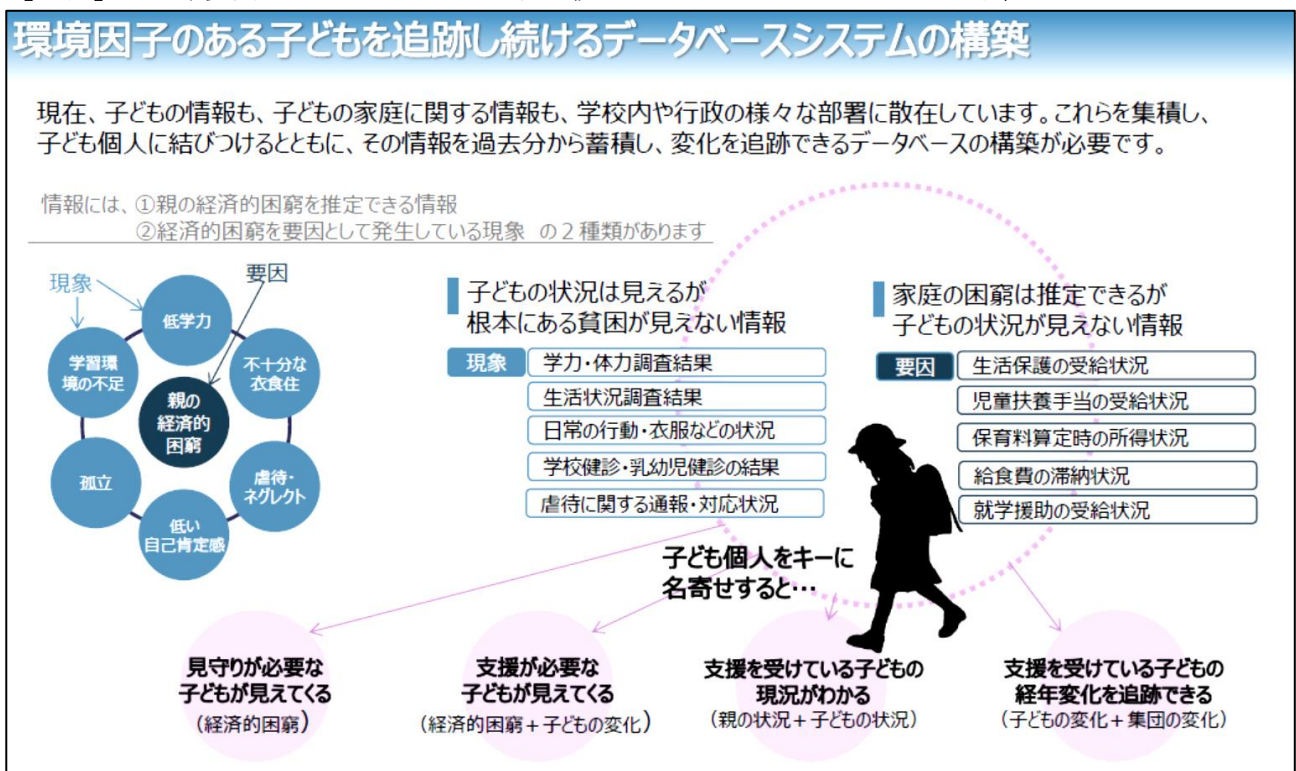 環境因子のある子どもを追跡し続けるデータベースシステムの構築
現在、子どもの情報も、子どもの家庭に関する情報も、学校内や行政の様々な部署に散在しています。これらを集積し、
子ども個人に結びつけるとともに、その情報を過去分から蓄積し、変化を追跡できるデータベースの構築が必要です。
情報には、①親の経済的困窮を推定できる情報
②経済的困窮を要因として発生している現象 の2種類があります
現象
要因
低学力
学習環
境の不足
不十分な
衣食住
親の
経済的
困窮
孤立
虐待・
ネグレクト
低い
自己肯定感
子どもの状況は見えるが
根本にある貧困が見えない情報
現象
学力・体力調査結果
生活状況調査結果
日常の行動・衣服などの状況
学校健診・乳幼児健診の結果
虐待に関する通報・対応状況
家庭の困窮は推定できるが
子どもの状況が見えない情報
要因
生活保護の受給状況
児童扶養手当の受給状況
保育料算定時の所得状況
給食費の滞納状況
就学援助の受給状況
子ども個人をキーに
名寄せすると…
見守りが必要な
子どもが見えてくる
(経済的困窮)
支援が必要な
子どもが見えてくる
(経済的困窮+子どもの変化)
支援を受けている子どもの
現況がわかる
(親の状況+子どもの状況)
支援を受けている子どもの
経年変化を追跡できる
(子どもの変化+集団の変化)